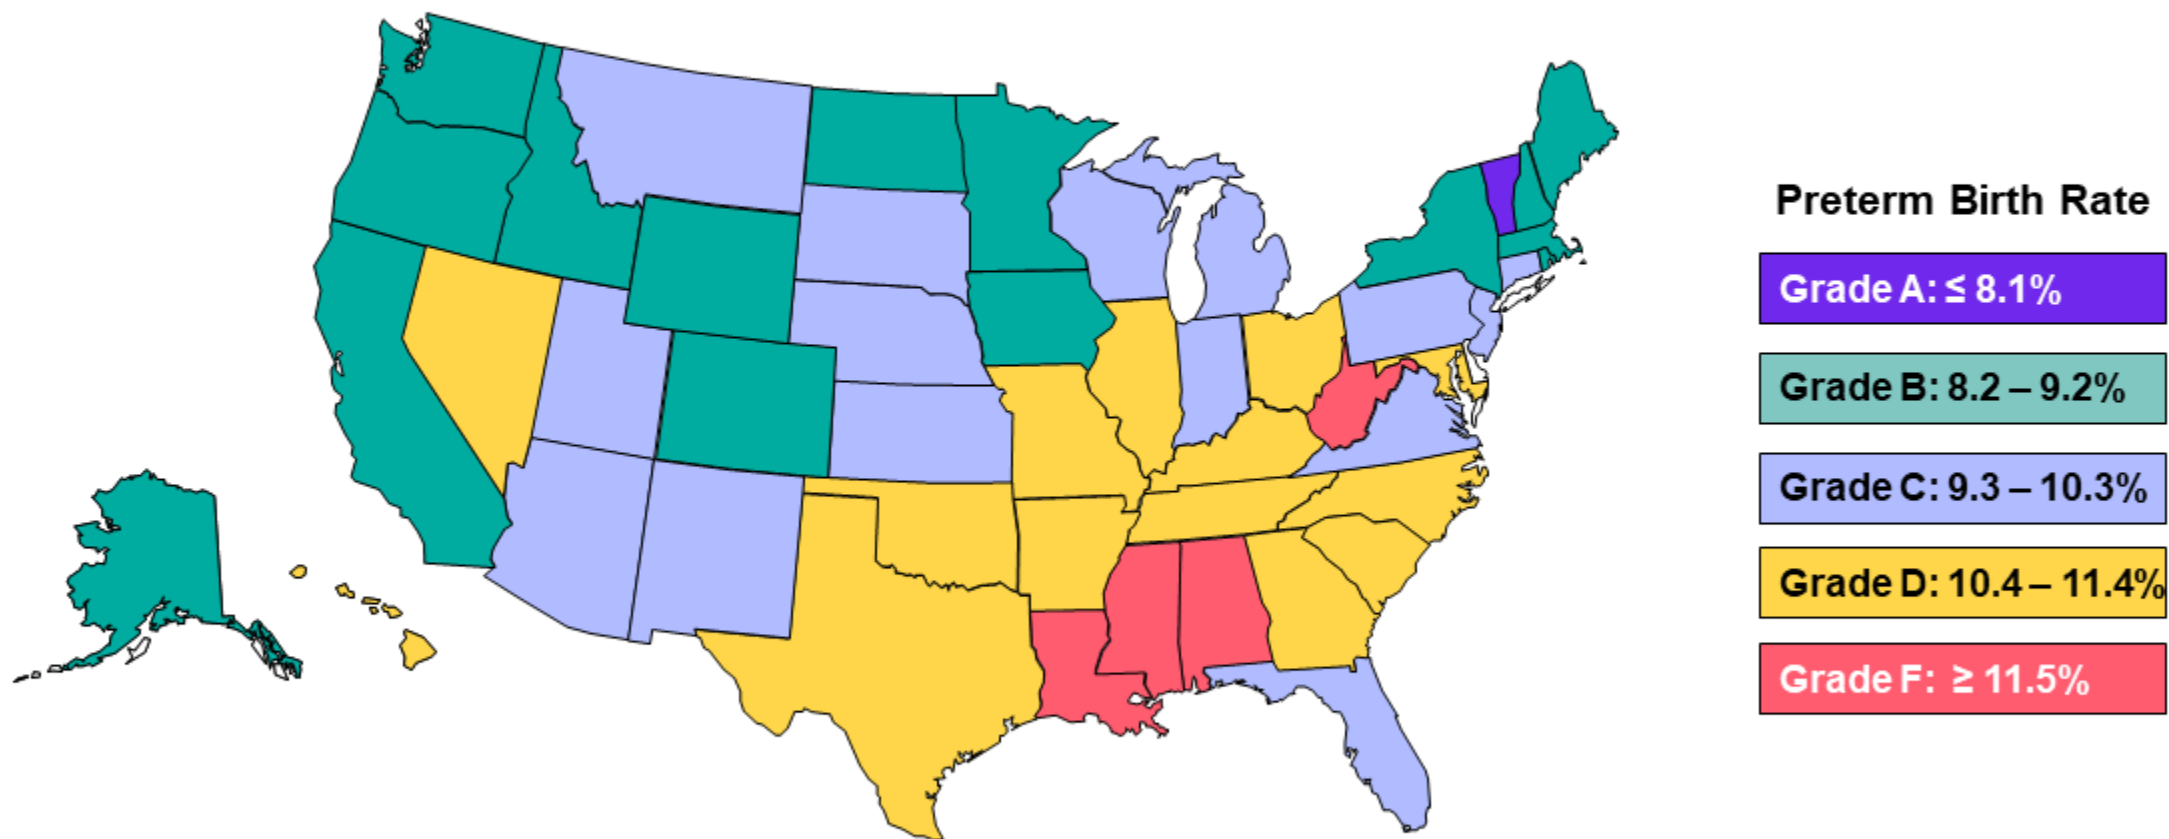 Preterm Birth Rate
Grade A: ≤ 8.1%
Grade B: 8.2 – 9.2%
Grade C: 9.3 – 10.3%
Grade D: 10.4 – 11.4%
Grade F: ≥ 11.5%